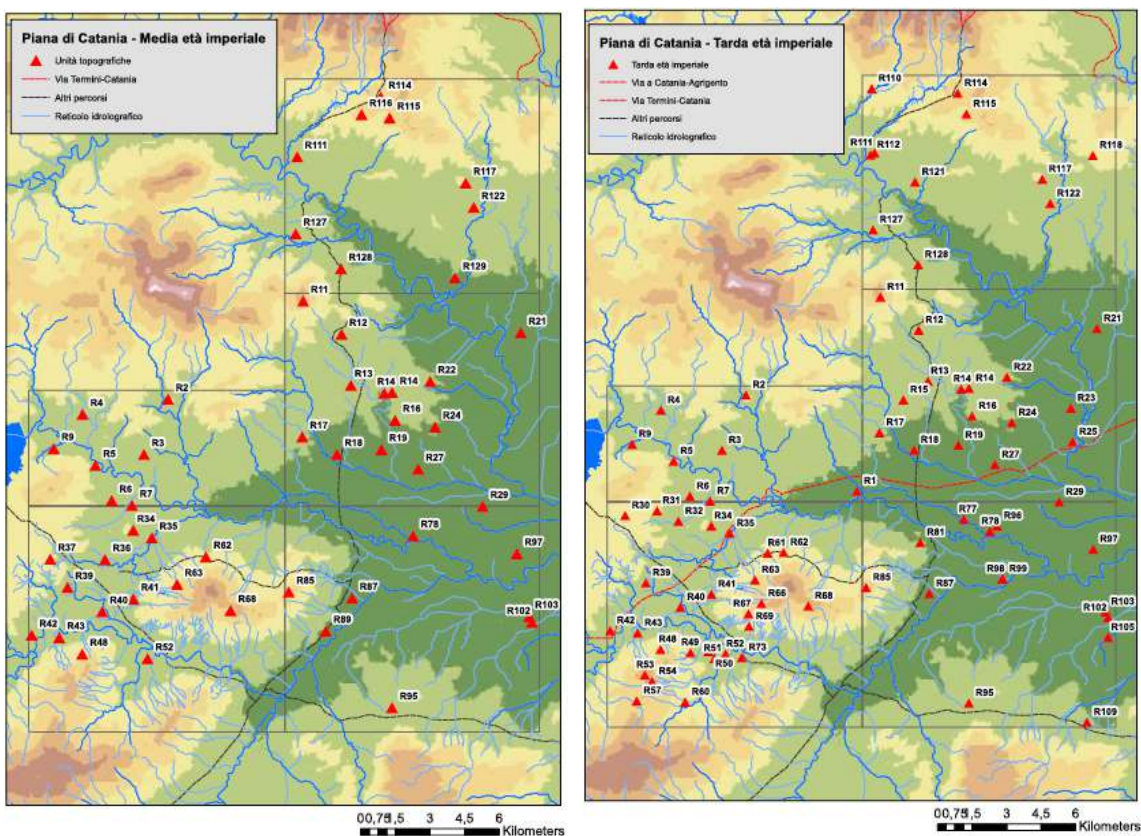 Piana di Catania - Media età imperiale
Unità topografiche
Via Termini-Catania
Altri percorsi
Reticolo idrologico
R114
R116
R115
R111
R117
R122
R127
R128
R129
R11
R21
R12
R13
R14
R14
R22
R2
R4
R16
R24
R17
R9
R3
R18
R19
R5
R27
R6
R7
R29
R34
R35
R78
R37
R36
R62
R97
R39
R63
R85
R87
R41
R40
R68
R102
R103
R42
R43
R89
R48
R52
R95
00,75 1,5 3 4,5 6
Kilometers
Piana di Catania - Tarda età imperiale
Tarda età imperiale
Via a Catania-Agrigento
Via Termini-Catania
Altri percorsi
Reticolo idrologico
R110
R114
R115
R111
R112
R118
R121
R117
R122
R127
R128
R11
R21
R12
R13
R14
R14
R22
R2
R15
R4
R16
R24
R23
R17
R9
R3
R18
R19
R25
R5
R27
R6
R7
R1
R29
R30
R31
R32
R34
R35
R77
R78
R96
R81
R61
R62
R97
R39
R63
R85
R87
R98
R99
R41
R40
R66
R68
R67
R69
R102
R103
R42
R43
R105
R48
R49
R51
R52
R50
R73
R53
R54
R57
R60
R95
R109
00,75 1,5 3 4,5 6
Kilometers